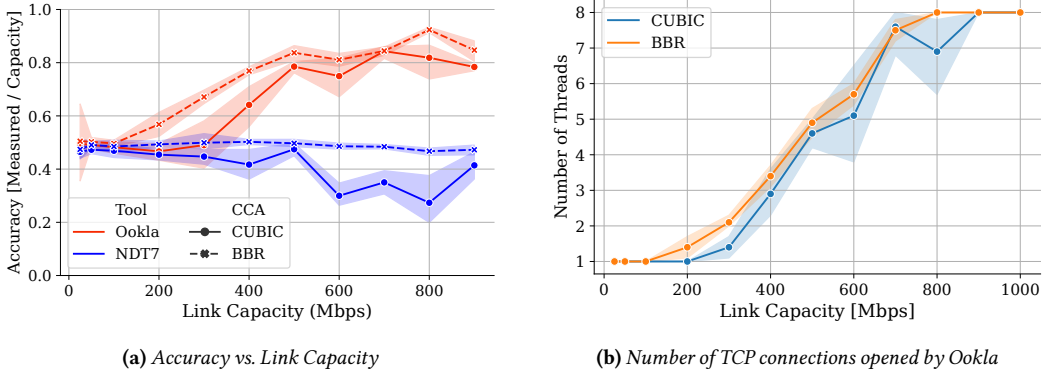 Accuracy [Measured / Capacity]
1.0
0.8
0.6
0.4
0.2
0.0
Tool
Ookla
NDT7
CCA
CUBIC
BBR
0
200
400
600
800
Link Capacity (Mbps)
(a) Accuracy vs. Link Capacity
Number of Threads
8
7
6
5
4
3
2
1
CUBIC
BBR
0
200
400
600
800
1000
Link Capacity [Mbps]
(b) Number of TCP connections opened by Ookla